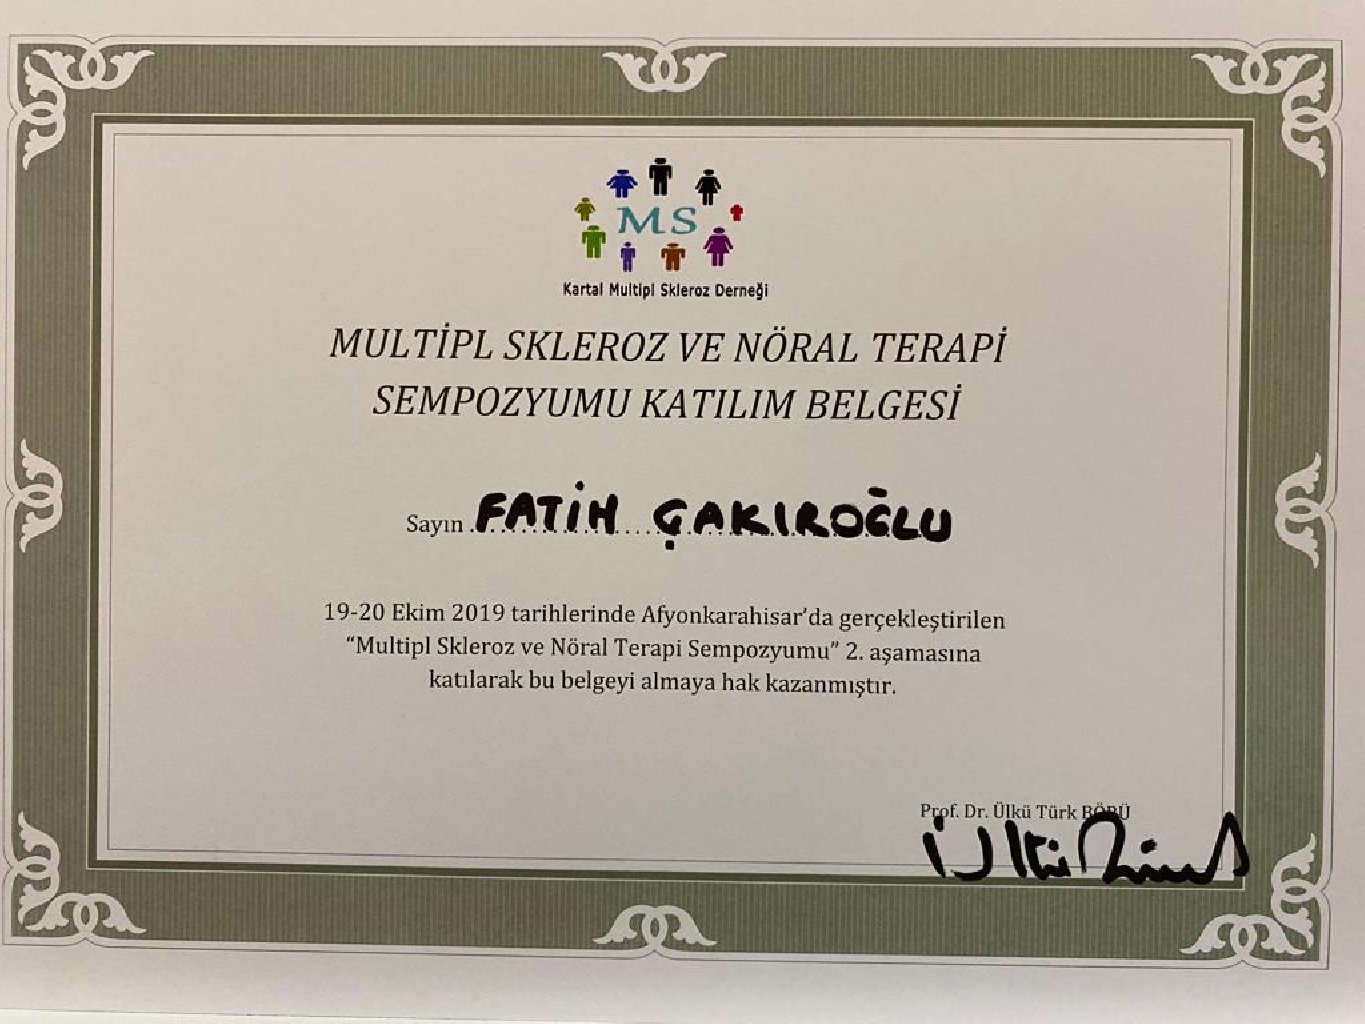 MS
Kartal Multipl Skleroz Derneği
MULTİPL SKLEROZ VE NÖRAL TERAPİ
SEMPOZYUMU KATILIM BELGESİ
Sayın FATİH ÇAKIROĞLU
19-20 Ekim 2019 tarihlerinde Afyonkarahisar’da gerçekleştirilen
“Multipl Skleroz ve Nöral Terapi Sempozyumu” 2. aşamasına
katılarak bu belgeyi almaya hak kazanmıştır.
Prof. Dr. Ülkü Türk BÖRÜ